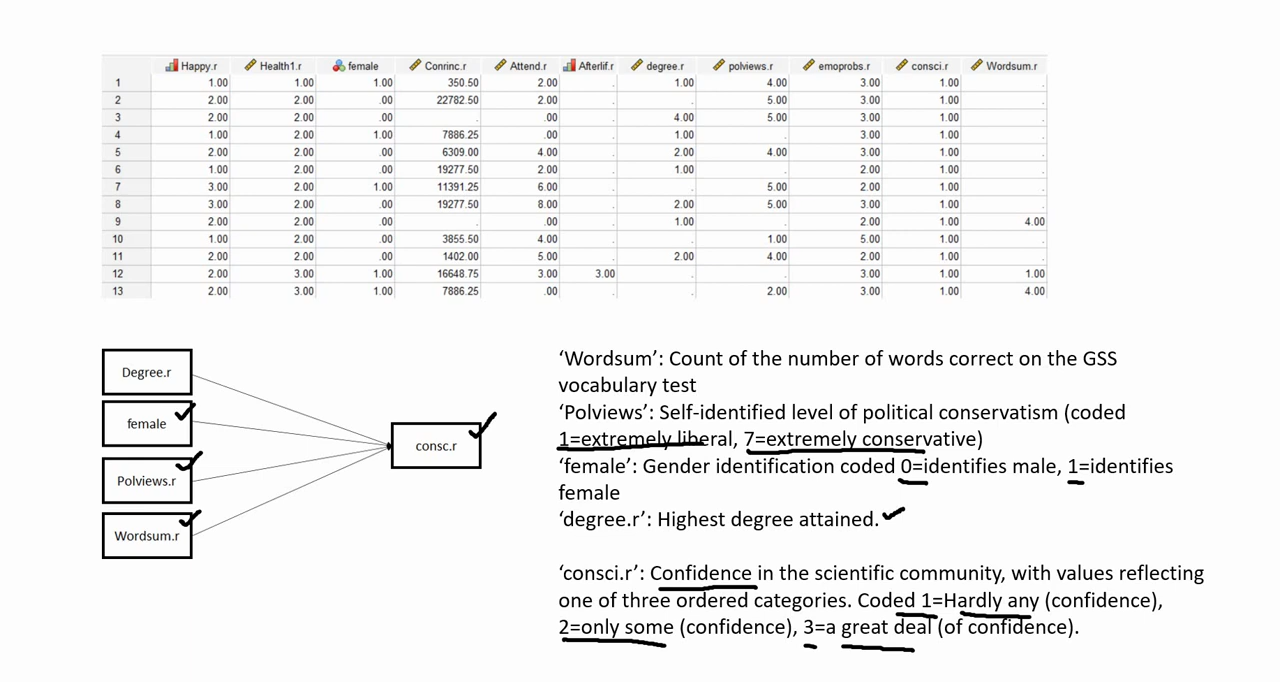 Happy.r Health1.r female Conrinc.r Attend.r Afterlif.r degree.r polviews.r emoprobs.r consci.r Wordsum.r
1 1.00 1.00 1.00 350.50 2.00 . 1.00 4.00 3.00 1.00 .
2 2.00 2.00 .00 22782.50 2.00 . . 5.00 3.00 1.00 .
3 2.00 2.00 .00 . .00 . 4.00 5.00 3.00 1.00 .
4 1.00 2.00 1.00 7886.25 .00 . 1.00 . 3.00 1.00 .
5 2.00 2.00 .00 6309.00 4.00 . 2.00 4.00 3.00 1.00 .
6 1.00 2.00 .00 19277.50 2.00 . 1.00 . 2.00 1.00 .
7 3.00 2.00 1.00 11391.25 6.00 . . 5.00 2.00 1.00 .
8 3.00 2.00 .00 19277.50 8.00 . 2.00 5.00 3.00 1.00 .
9 2.00 2.00 .00 . .00 . 1.00 . 2.00 1.00 4.00
10 1.00 2.00 .00 3855.50 4.00 . . 1.00 5.00 1.00 .
11 2.00 2.00 .00 1402.00 5.00 . 2.00 4.00 2.00 1.00 .
12 2.00 3.00 1.00 16648.75 3.00 3.00 . . 3.00 1.00 1.00
13 2.00 3.00 1.00 7886.25 .00 . . 2.00 3.00 1.00 4.00
Degree.r
female
Polviews.r
Wordsum.r
consc.r
‘Wordsum’: Count of the number of words correct on the GSS
vocabulary test
‘Polviews’: Self-identified level of political conservatism (coded
1=extremely liberal, 7=extremely conservative)
‘female’: Gender identification coded 0=identifies male, 1=identifies
female
‘degree.r’: Highest degree attained.
‘consci.r’: Confidence in the scientific community, with values reflecting
one of three ordered categories. Coded 1=Hardly any (confidence),
2=only some (confidence), 3=a great deal (of confidence).